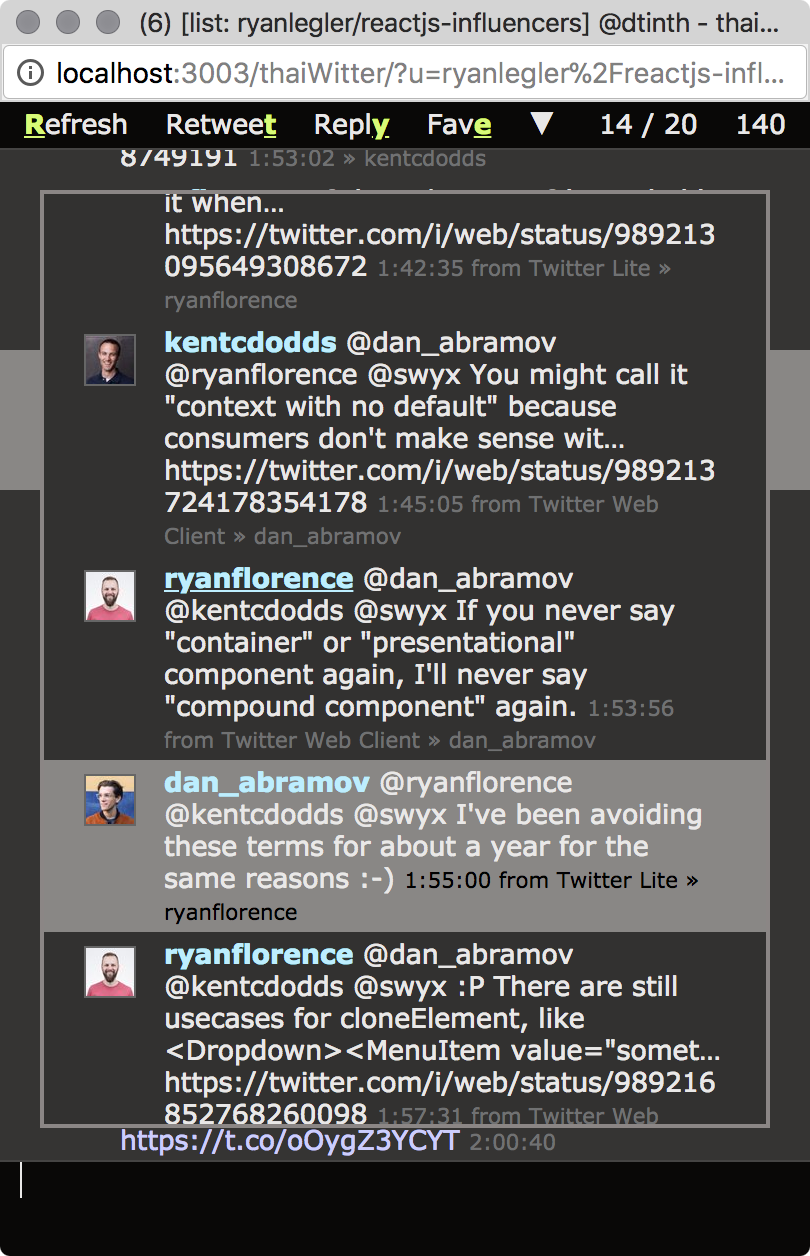 (6) [list: ryanlegler/reactjs-influencers] @dtinth - thai...
localhost:3003/thaiWitter/?u=ryanlegler%2Freactjs-infl...
Refresh Retweet Reply Fave ▼ 14 / 20 140
8749191 1:53:02 » kentcdodds
it when…
https://twitter.com/i/web/status/989213
095649308672 1:42:35 from Twitter Lite »
ryanflorence
kentcdodds @dan_abramov
@ryanflorence @swyx You might call it
"context with no default" because
consumers don't make sense wit…
https://twitter.com/i/web/status/989213
724178354178 1:45:05 from Twitter Web
Client » dan_abramov
ryanflorence @dan_abramov
@kentcdodds @swyx If you never say
"container" or "presentational"
component again, I'll never say
"compound component" again. 1:53:56
from Twitter Web Client » dan_abramov
dan_abramov @ryanflorence
@kentcdodds @swyx I've been avoiding
these terms for about a year for the
same reasons :-) 1:55:00 from Twitter Lite »
ryanflorence
ryanflorence @dan_abramov
@kentcdodds @swyx :P There are still
usecases for cloneElement, like
<Dropdown><MenuItem value="somet…
https://twitter.com/i/web/status/989216
852768260098 1:57:31 from Twitter Web
https://t.co/oOygZ3YCYT 2:00:40